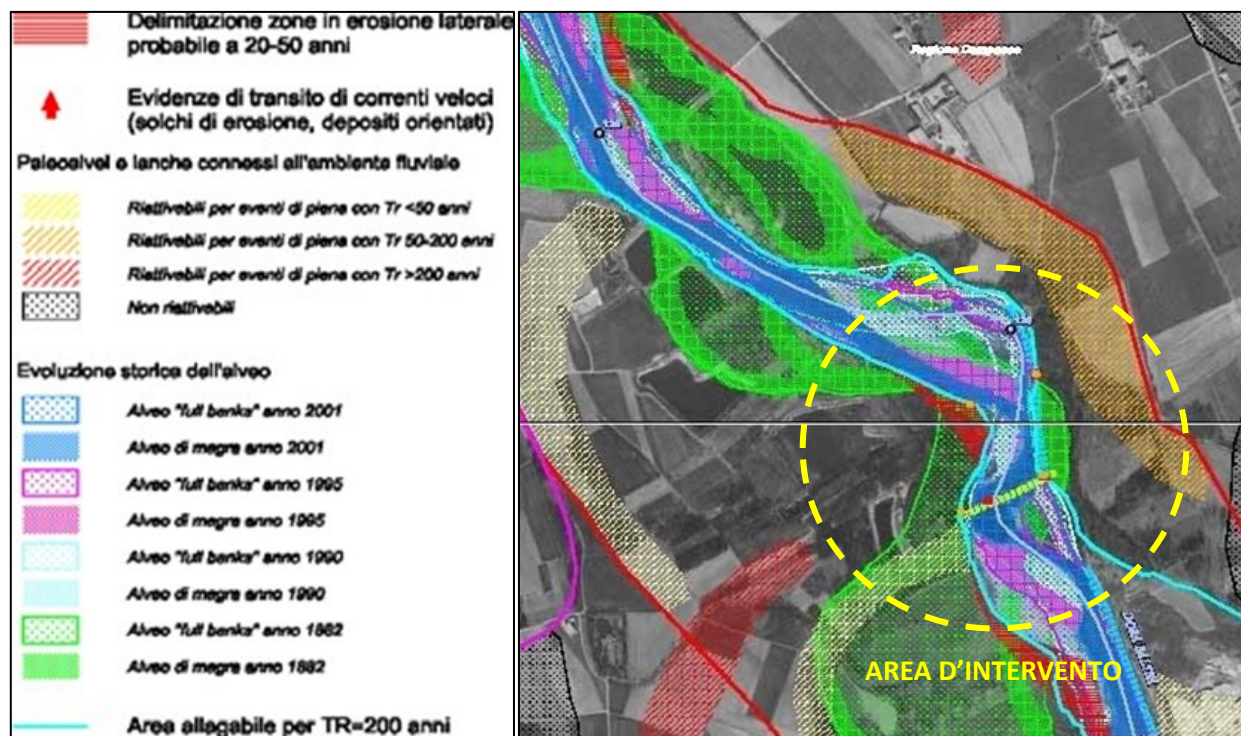 Delimitazione zone in erosione laterale
probabile a 20-50 anni
Evidenze di transito di correnti veloci
(solchi di erosione, depositi orientati)
Paleoalvei e lanche connessi all'ambiente fluviale
Riattivabili per eventi di piena con Tr <50 anni
Riattivabili per eventi di piena con Tr 50-200 anni
Riattivabili per eventi di piena con Tr >200 anni
Non riattivabili
Evoluzione storica dell'alveo
Alveo "full banks" anno 2001
Alveo di magra anno 2001
Alveo "full banks" anno 1995
Alveo di magra anno 1995
Alveo "full banks" anno 1990
Alveo di magra anno 1990
Alveo "full banks" anno 1882
Alveo di magra anno 1882
Area allagabile per TR=200 anni
Regione
DORA
AREA D'INTERVENTO